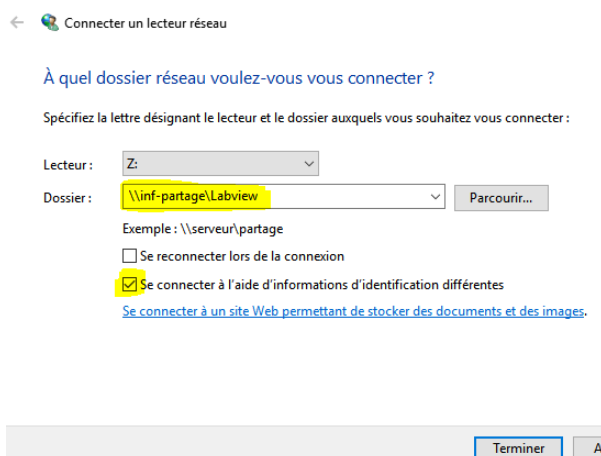 Connecter un lecteur réseau
À quel dossier réseau voulez-vous vous connecter ?
Spécifiez la lettre désignant le lecteur et le dossier auxquels vous souhaitez vous connecter :
Lecteur : Z:
Dossier : \\inf-partage\Labview Parcourir...
Exemple : \\serveur\partage
Se reconnecter lors de la connexion
Se connecter à l'aide d'informations d'identification différentes
Se connecter à un site Web permettant de stocker des documents et des images.
Terminer A